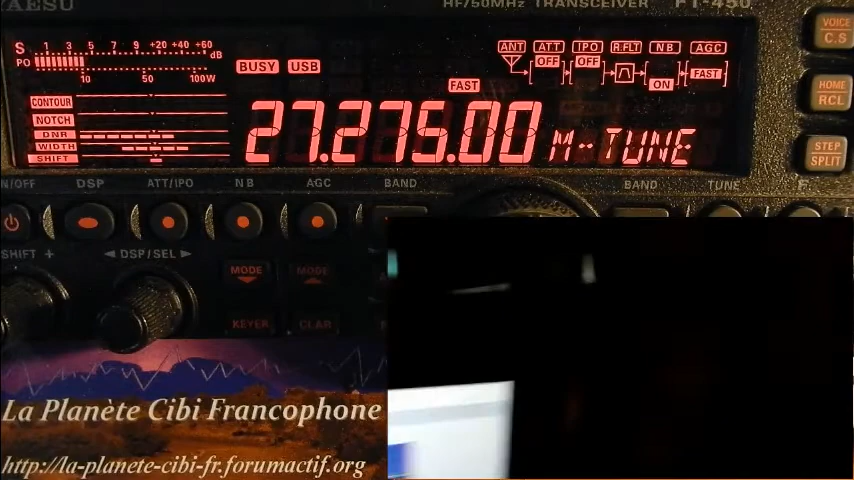 YAESU HF/50MHz TRANSCEIVER FT-450
S 1 3 5 7 9 +20 +40 +60 dB
PO 10 50 100W
BUSY USB
ANT ATT IPO R.FLT NB AGC
OFF OFF ON FAST
FAST
CONTOUR
NOTCH
DNR
WIDTH
SHIFT
27.275.00 M-TUNE
VOICE
C.S
HOME
RCL
STEP
SPLIT
N/OFF DSP ATT/IPO NB AGC BAND BAND TUNE F
SHIFT + ◄ DSP/SEL ►
MODE MODE
KEYER CLAR
La Planète Cibi Francophone
http://la-planete-cibi-fr.forumactif.org